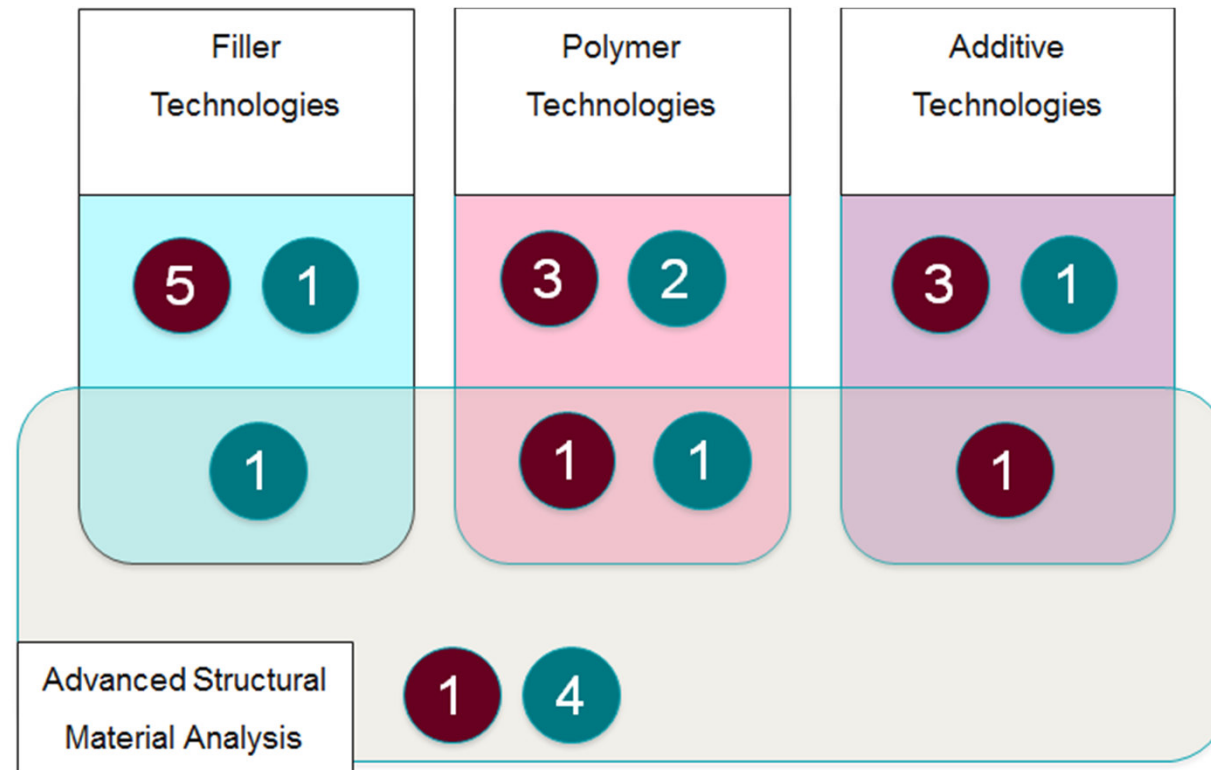 Filler
Technologies
Polymer
Technologies
Additive
Technologies
5 1
3 2
3 1
1
1 1
1
Advanced Structural
Material Analysis
1 4